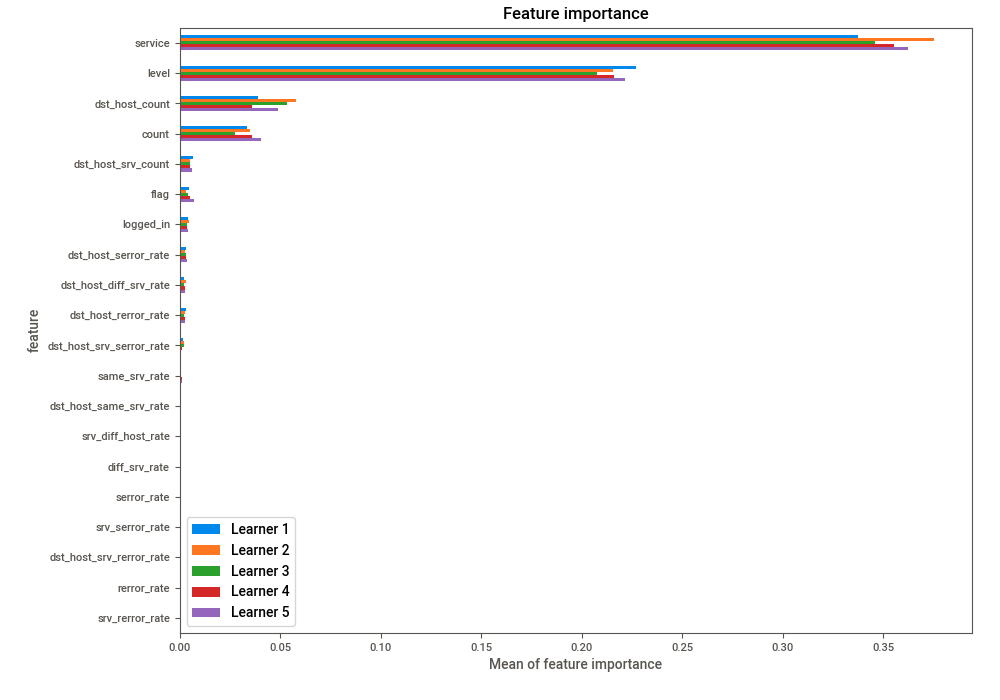 Feature importance
service
level
dst_host_count
count
dst_host_srv_count
flag
logged_in
dst_host_serror_rate
dst_host_diff_srv_rate
dst_host_rerror_rate
dst_host_srv_serror_rate
same_srv_rate
dst_host_same_srv_rate
srv_diff_host_rate
diff_srv_rate
serror_rate
srv_serror_rate
dst_host_srv_rerror_rate
rerror_rate
srv_rerror_rate
feature
Learner 1
Learner 2
Learner 3
Learner 4
Learner 5
0.00 0.05 0.10 0.15 0.20 0.25 0.30 0.35
Mean of feature importance